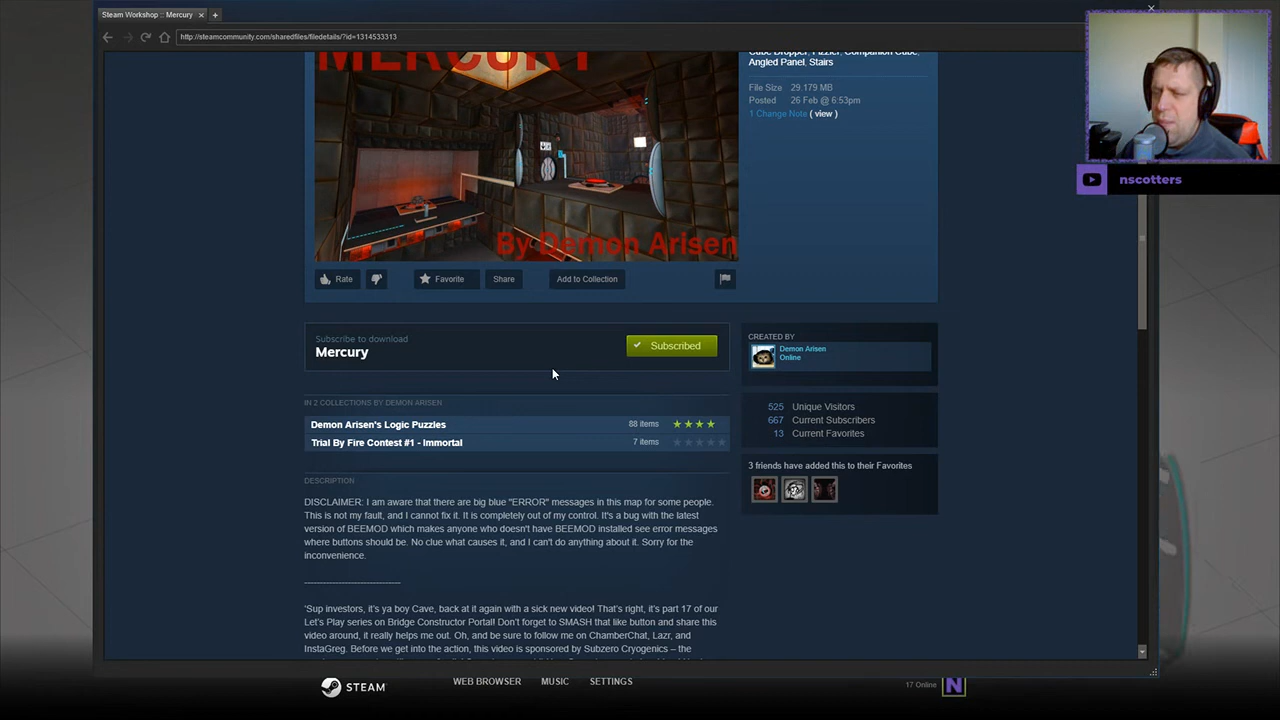 Steam Workshop :: Mercury
http://steamcommunity.com/sharedfiles/filedetails/?id=1314533313
MERCURY
By Demon Arisen
Cube Dropper, Fizzler, Companion Cube,
Angled Panel, Stairs
File Size 29.179 MB
Posted 26 Feb @ 6:53pm
1 Change Note ( view )
nscotters
Rate
Favorite
Share
Add to Collection
Subscribe to download
Mercury
Subscribed
CREATED BY
Demon Arisen
Online
IN 2 COLLECTIONS BY DEMON ARISEN
Demon Arisen's Logic Puzzles 88 items
Trial By Fire Contest #1 - Immortal 7 items
525 Unique Visitors
667 Current Subscribers
13 Current Favorites
3 friends have added this to their Favorites
DESCRIPTION
DISCLAIMER: I am aware that there are big blue "ERROR" messages in this map for some people.
This is not my fault, and I cannot fix it. It is completely out of my control. It's a bug with the latest
version of BEEMOD which makes anyone who doesn't have BEEMOD installed see error messages
where buttons should be. No clue what causes it, and I can't do anything about it. Sorry for the
inconvenience.
--------------------------------
'Sup investors, it's ya boy Cave, back at it again with a sick new video! That's right, it's part 17 of our
Let's Play series on Bridge Constructor Portal! Don't forget to SMASH that like button and share this
video around, it really helps me out. Oh, and be sure to follow me on ChamberChat, Lazr, and
InstaGreg. Before we get into the action, this video is sponsored by Subzero Cryogenics – the
STEAM
WEB BROWSER
MUSIC
SETTINGS
17 Online
N